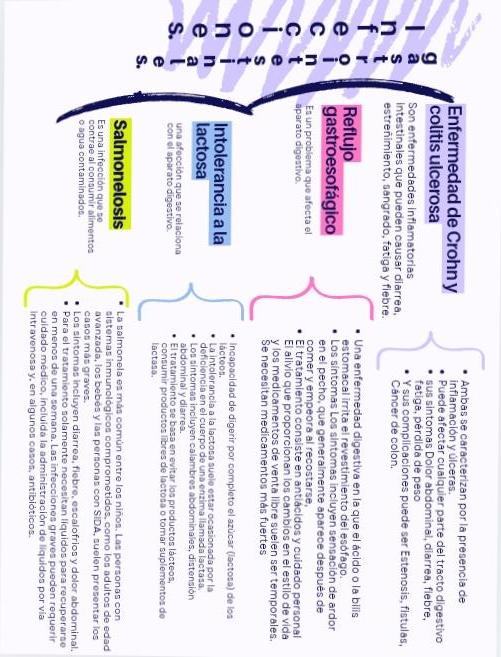 Enfermedad de Crohn y
colitis ulcerosa
Son enfermedades inflamatorias
intestinales que pueden causar diarrea,
estreñimiento, sangrado, fatiga y fiebre.
• Ambas se caracterizan por la presencia de
inflamación y úlceras.
• Puede afectar cualquier parte del tracto digestivo
• sus síntomas Dolor abdominal, diarrea, fiebre,
fatiga, pérdida de peso
• Y sus complicaciones puede ser Estenosis, fístulas,
Cáncer de colon.
Reflujo
gastroesofágico
Es un problema que afecta el
aparato digestivo.
• Una enfermedad digestiva en la que el ácido o la bilis
estomacal irrita el revestimiento del esófago.
• Los síntomas Los síntomas incluyen sensación de ardor
en el pecho, que generalmente aparece después de
comer y empeora al recostarse,
• El tratamiento consiste en antiácidos y cuidado personal
El alivio que proporcionan los cambios en el estilo de vida
y los medicamentos de venta libre suelen ser temporales.
Se necesitan medicamentos más fuertes
Intolerancia a la
lactosa
una afección que se relaciona
con el aparato digestivo.
• Incapacidad de digerir por completo el azúcar (lactosa) de los
lácteos.
• La intolerancia a la lactosa suele estar ocasionada por la
deficiencia en el cuerpo de una enzima llamada lactasa.
• Los síntomas incluyen calambres abdominales, distensión
abdominal y diarrea.
• El tratamiento se basa en evitar los productos lácteos,
consumir productos libres de lactosa o tomar suplementos de
lactasa.
Salmonelosis
Es una infección que se
contrae al consumir alimentos
o agua contaminados.
• La salmonela es más común entre los niños. Las personas con
sistemas inmunológicos comprometidos, como los adultos de edad
avanzada, los bebés y las personas con SIDA, suelen presentar los
casos más graves.
• Los síntomas incluyen diarrea, fiebre, escalofríos y dolor abdominal.
• Para el tratamiento solamente necesitan líquidos para recuperarse
en menos de una semana. Las infecciones graves pueden requerir
cuidado médico, incluida la administración de líquidos por vía
intravenosa y, en algunos casos, antibióticos.